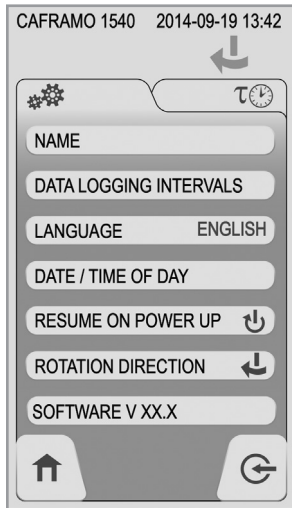 CAFRAMO 1540 2014-09-19 13:42
τ
NAME
DATA LOGGING INTERVALS
LANGUAGE ENGLISH
DATE / TIME OF DAY
RESUME ON POWER UP
ROTATION DIRECTION
SOFTWARE V XX.X